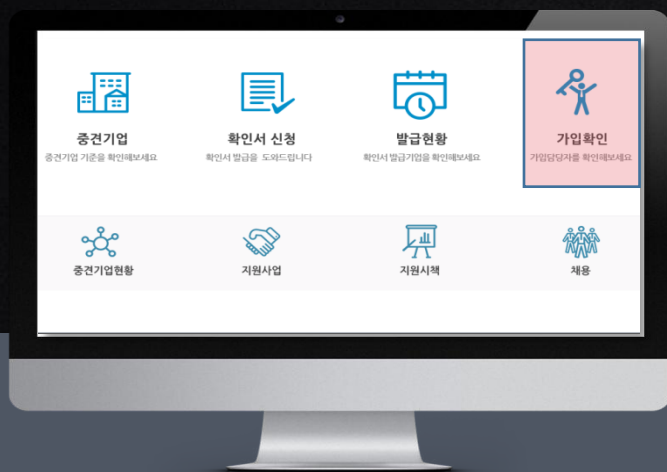 중견기업
중견기업 기준을 확인해보세요
확인서 신청
확인서 발급을 도와드립니다
발급현황
확인서 발급기업을 확인해보세요
가입확인
가입담당자를 확인해보세요
중견기업현황
지원사업
지원시책
채용